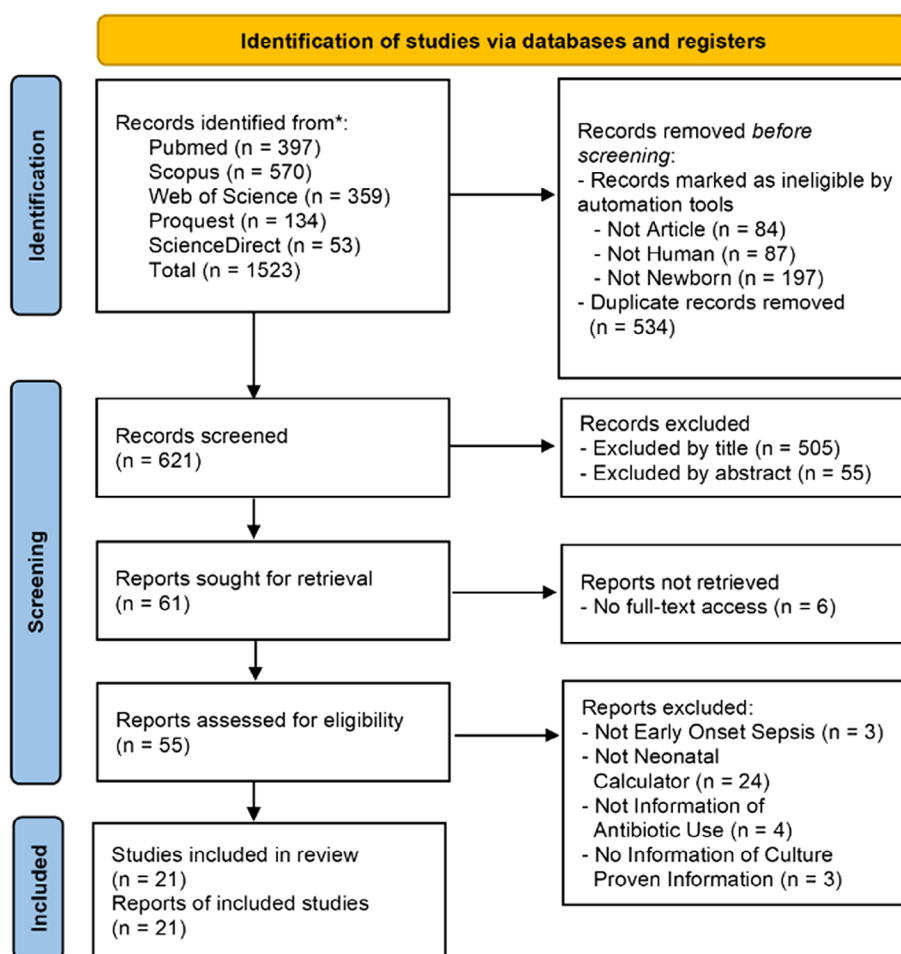 Identification of studies via databases and registers
Identification
Records identified from*:
Pubmed (n = 397)
Scopus (n = 570)
Web of Science (n = 359)
Proquest (n = 134)
ScienceDirect (n = 53)
Total (n = 1523)
Records removed before
screening:
- Records marked as ineligible by
automation tools
- Not Article (n = 84)
- Not Human (n = 87)
- Not Newborn (n = 197)
- Duplicate records removed
(n = 534)
Screening
Records screened
(n = 621)
Records excluded
- Excluded by title (n = 505)
- Excluded by abstract (n = 55)
Reports sought for retrieval
(n = 61)
Reports not retrieved
- No full-text access (n = 6)
Reports assessed for eligibility
(n = 55)
Reports excluded:
- Not Early Onset Sepsis (n = 3)
- Not Neonatal
Calculator (n = 24)
- Not Information of
Antibiotic Use (n = 4)
- No Information of Culture
Proven Information (n = 3)
Included
Studies included in review
(n = 21)
Reports of included studies
(n = 21)